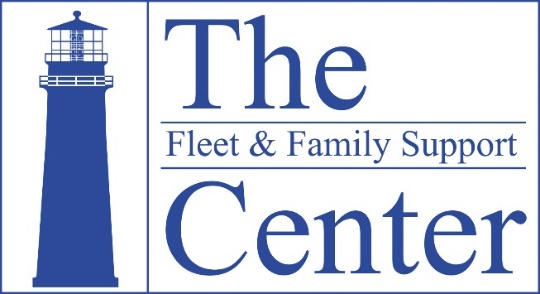 The
Fleet & Family Support
Center